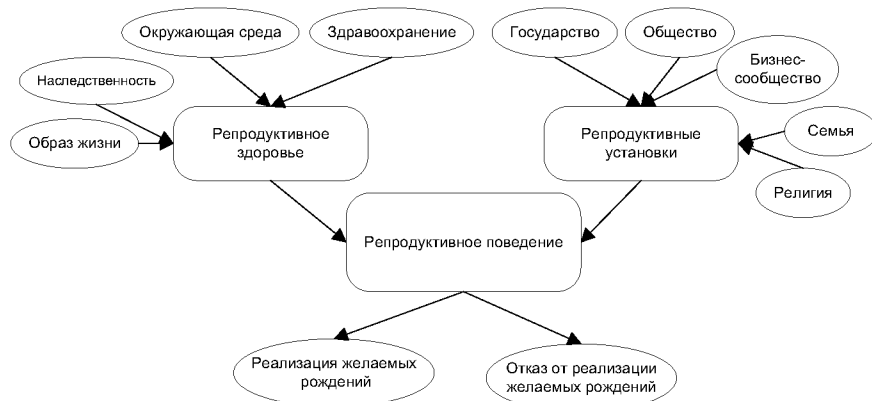 Окружающая среда
Здравоохранение
Государство
Общество
Бизнес-
сообщество
Наследственность
Образ жизни
Репродуктивное
здоровье
Репродуктивные
установки
Семья
Религия
Репродуктивное поведение
Реализация желаемых
рождений
Отказ от реализации
желаемых рождений